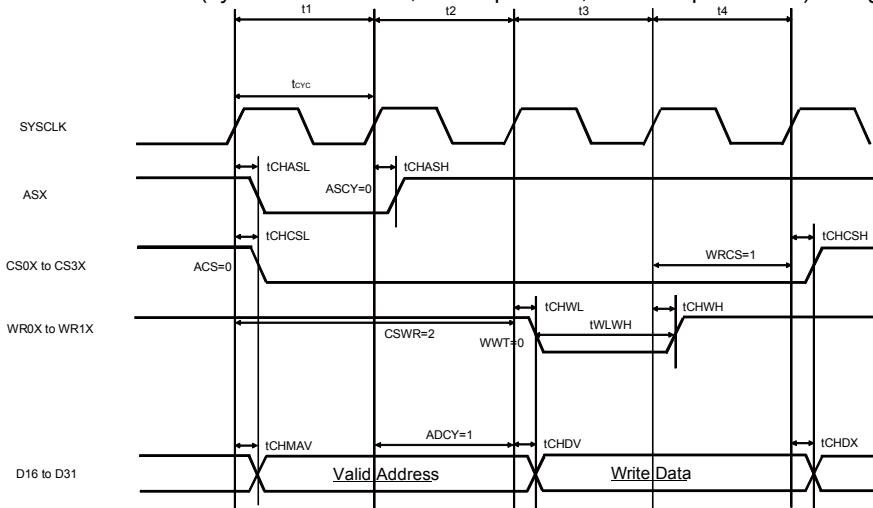 t1 t2 t3 t4
tCYC
SYSCLK
tCHASL tCHASH
ASCY=0
ASX
tCHCSL tCHCSH
WRCS=1
CS0X to CS3X ACS=0
tCHWL tCHWH
WR0X to WR1X CSWR=2 tWLWH
WWT=0
ADCY=1
tCHMAV tCHDV tCHDX
D16 to D31 Valid Address Write Data